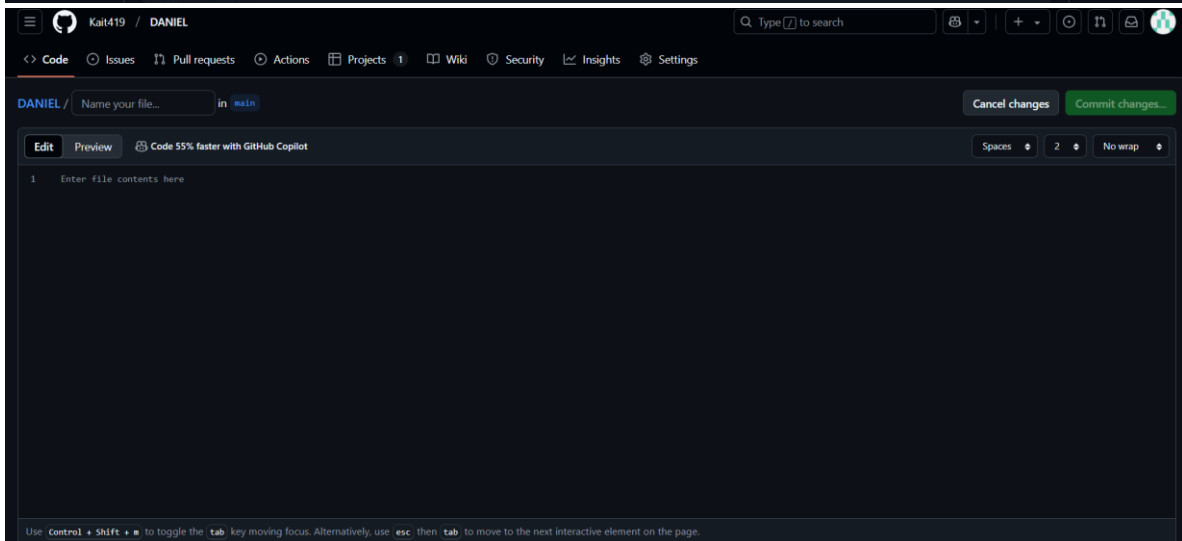 Kait419 / DANIEL Type / to search
Code Issues Pull requests Actions Projects 1 Wiki Security Insights Settings
DANIEL / Name your file... in main Cancel changes Commit changes...
Edit Preview Code 55% faster with GitHub Copilot Spaces 2 No wrap
1 Enter file contents here
Use Control + Shift + m to toggle the tab key moving focus. Alternatively, use esc then tab to move to the next interactive element on the page.